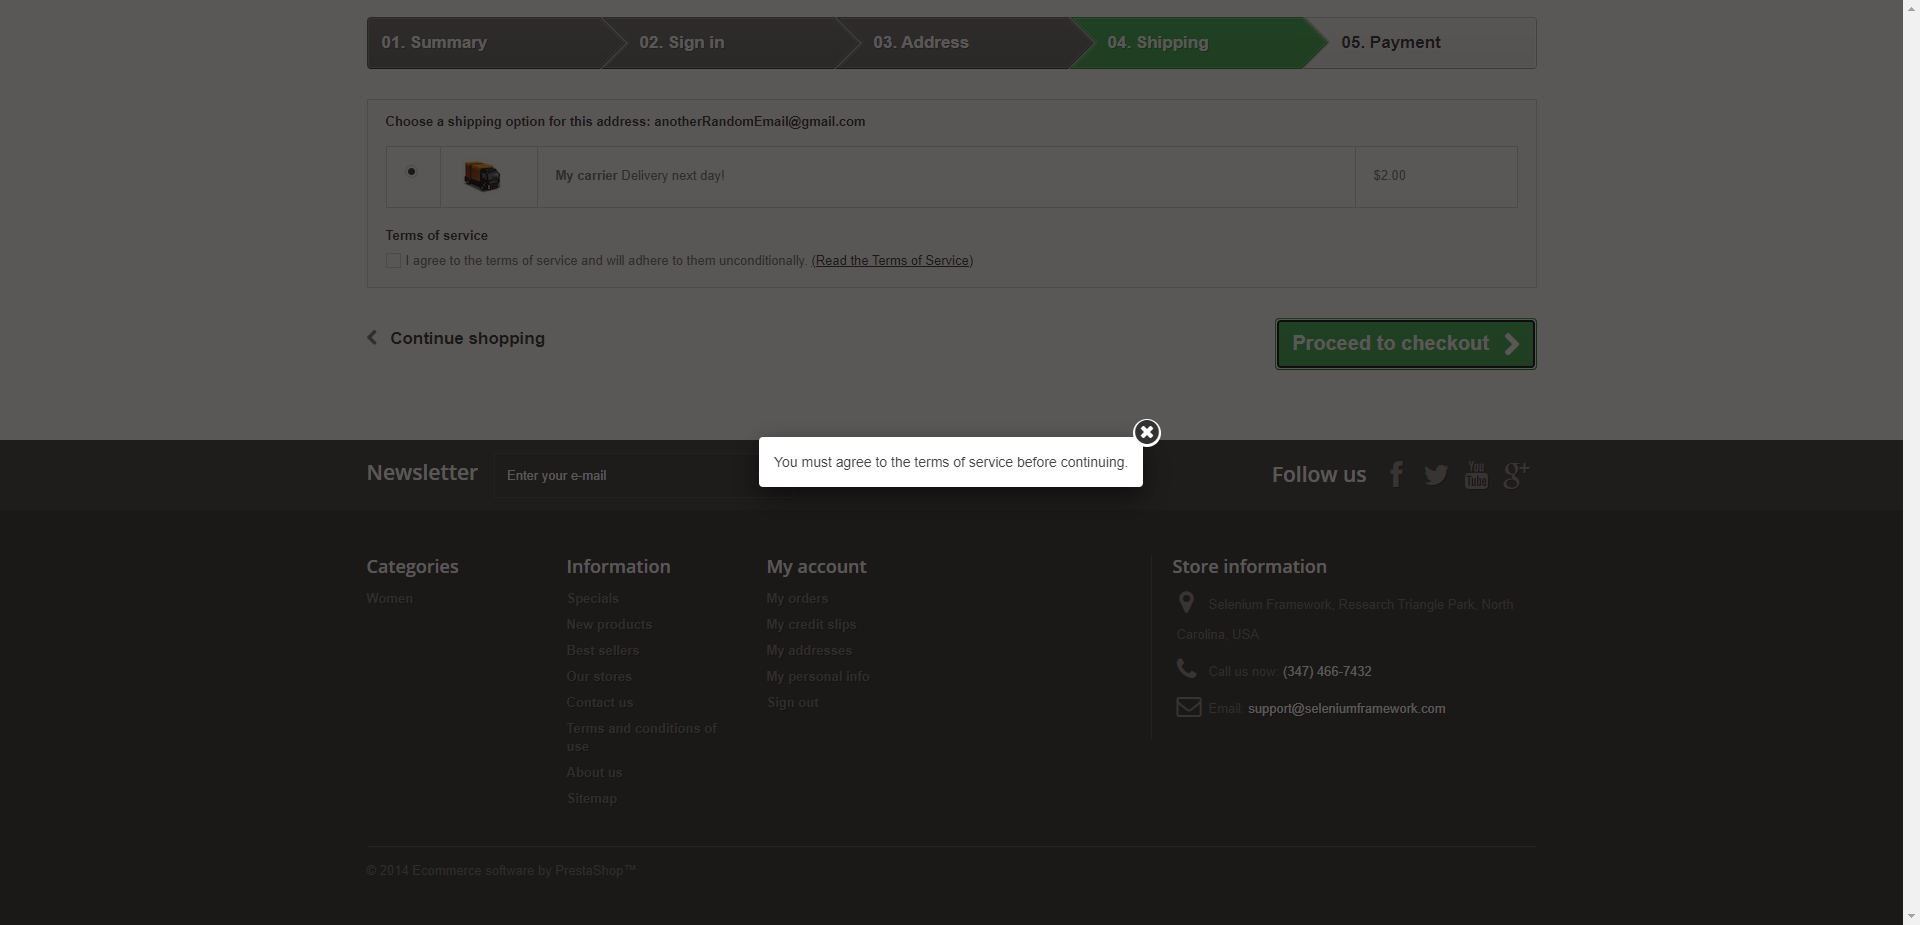 01. Summary
02. Sign in
03. Address
04. Shipping
05. Payment
Choose a shipping option for this address: anotherRandomEmail@gmail.com
My carrier Delivery next day!
$2.00
Terms of service
I agree to the terms of service and will adhere to them unconditionally. (Read the Terms of Service)
Continue shopping
Proceed to checkout
You must agree to the terms of service before continuing.
Newsletter
Enter your e-mail
Follow us
You
Tube
g+
Categories
Women
Information
Specials
New products
Best sellers
Our stores
Contact us
Terms and conditions of
use
About us
Sitemap
My account
My orders
My credit slips
My addresses
My personal info
Sign out
Store information
Selenium Framework, Research Triangle Park, North
Carolina, USA
Call us now: (347) 466-7432
Email: support@seleniumframework.com
© 2014 Ecommerce software by PrestaShop™